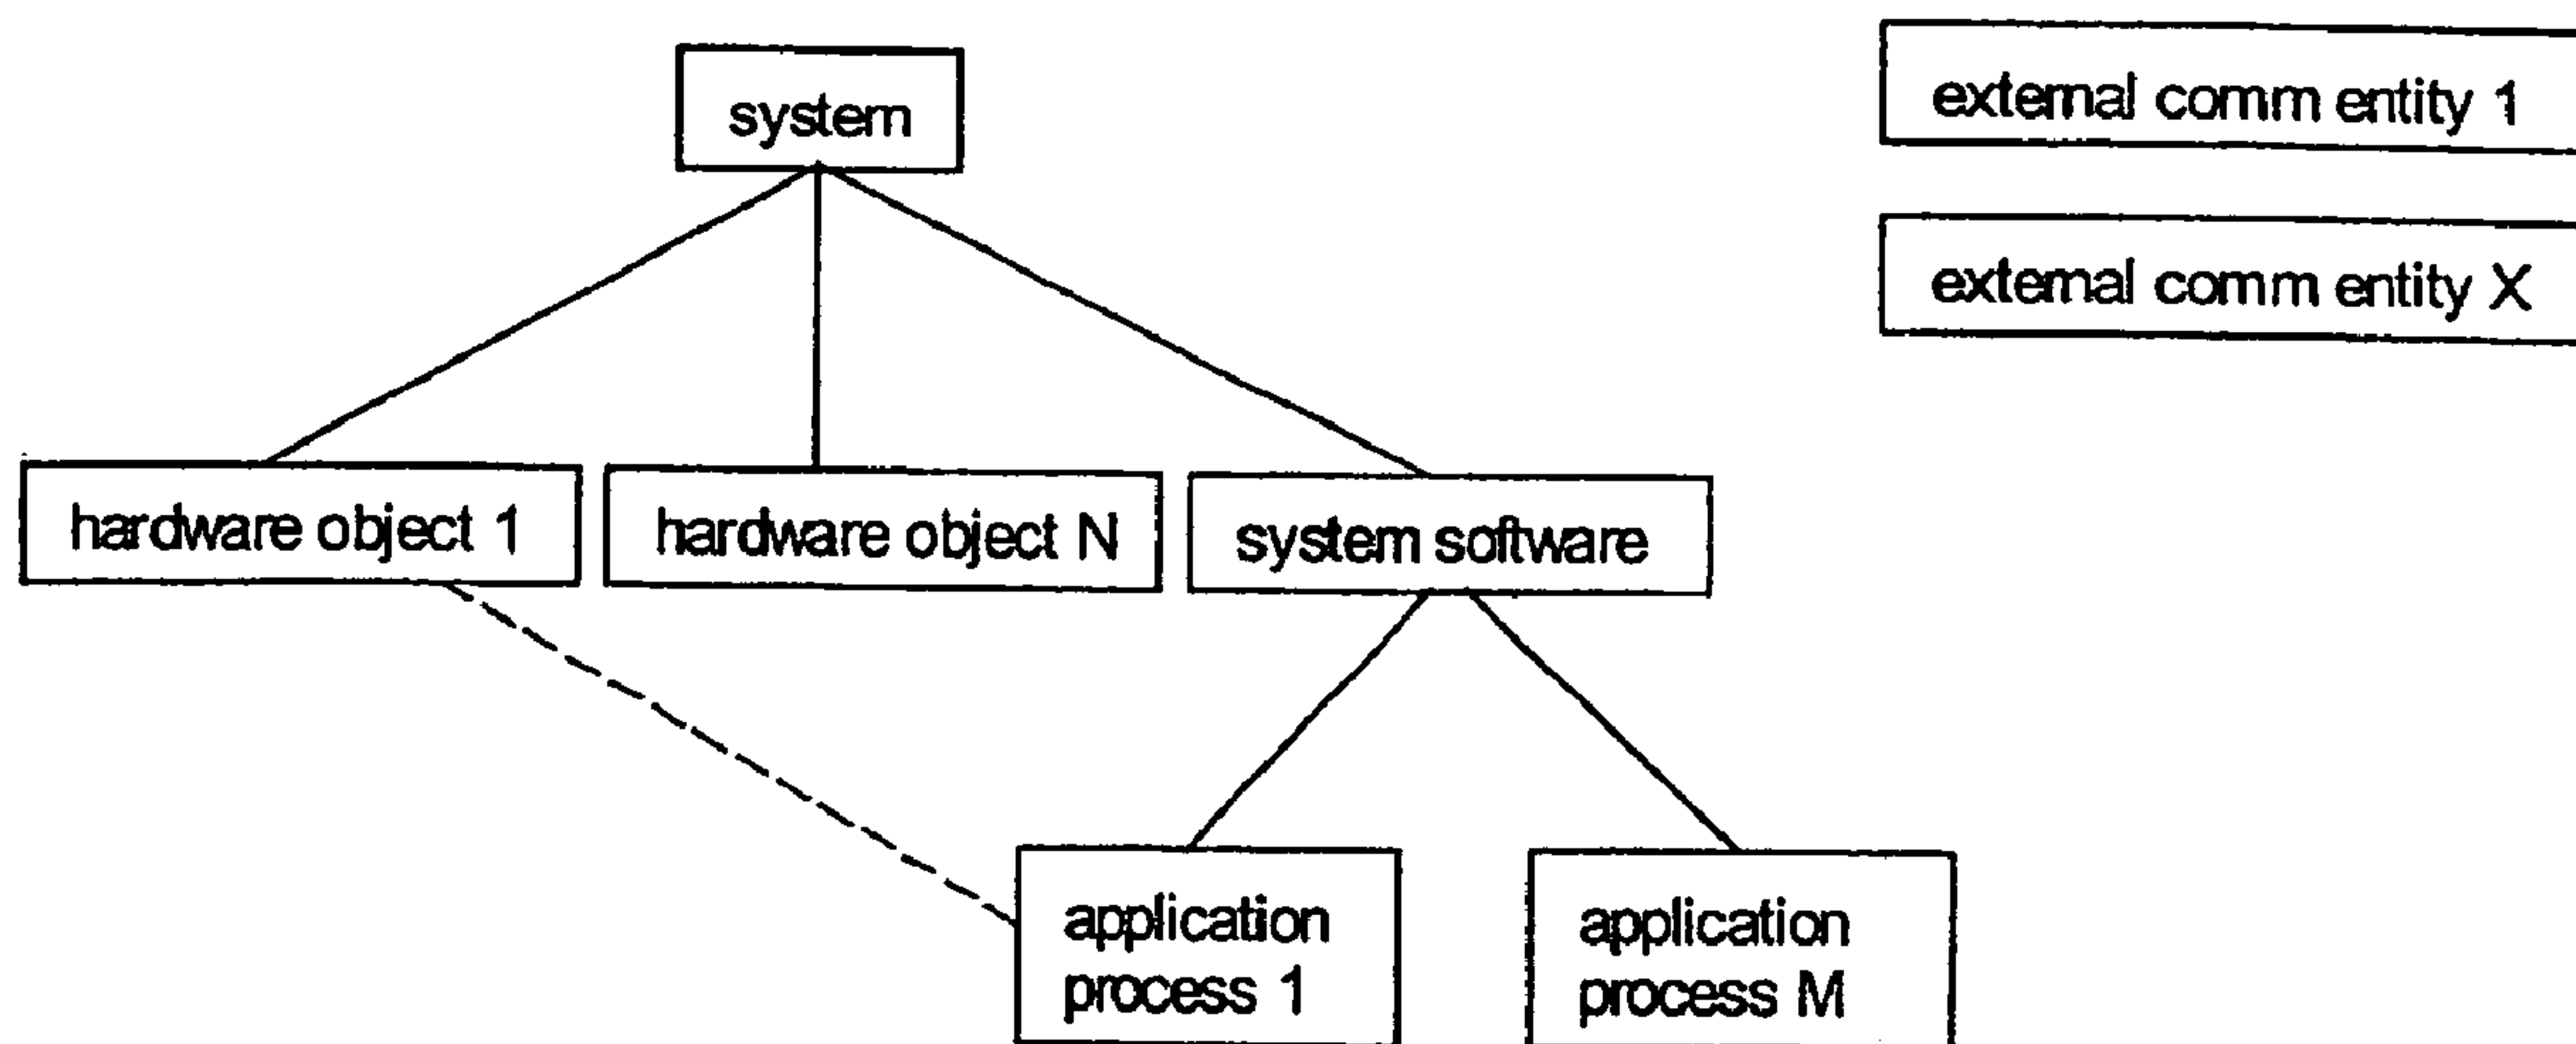 system
external comm entity 1
external comm entity X
hardware object 1
hardware object N
system software
application
process 1
application
process M